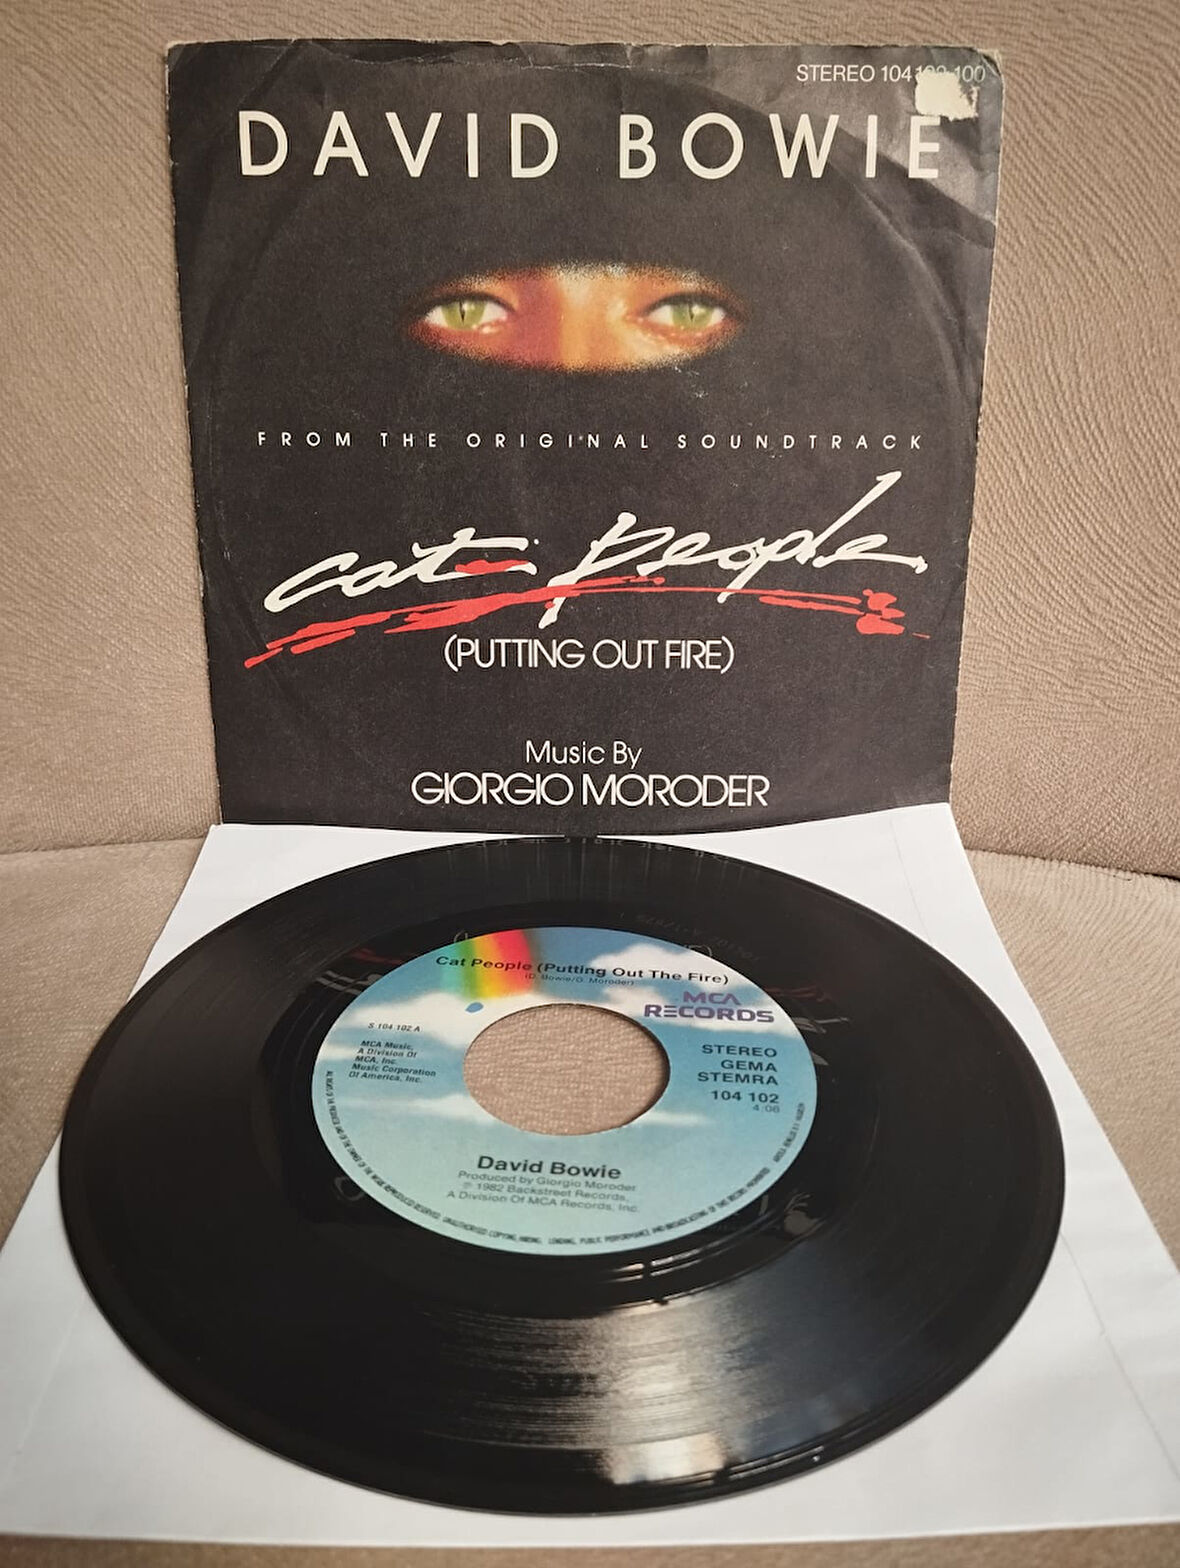 STEREO 104
DAVID BOWIE
FROM THE ORIGINAL SOUNDTRACK
cat people
(PUTTING OUT FIRE)
Music By
GIORGIO MORODER
Cat People (Putting Out The Fire)
(D. Bowie/G. Moroder)
MCA
RECORDS
S 104 102 A
MCA Music,
A Division Of
MCA, Inc.
Music Corporation
Of America, Inc.
STEREO
GEMA
STEMRA
104 102
4:08
David Bowie
Produced by Giorgio Moroder
℗ 1982 Backstreet Records,
A Division Of MCA Records, Inc.